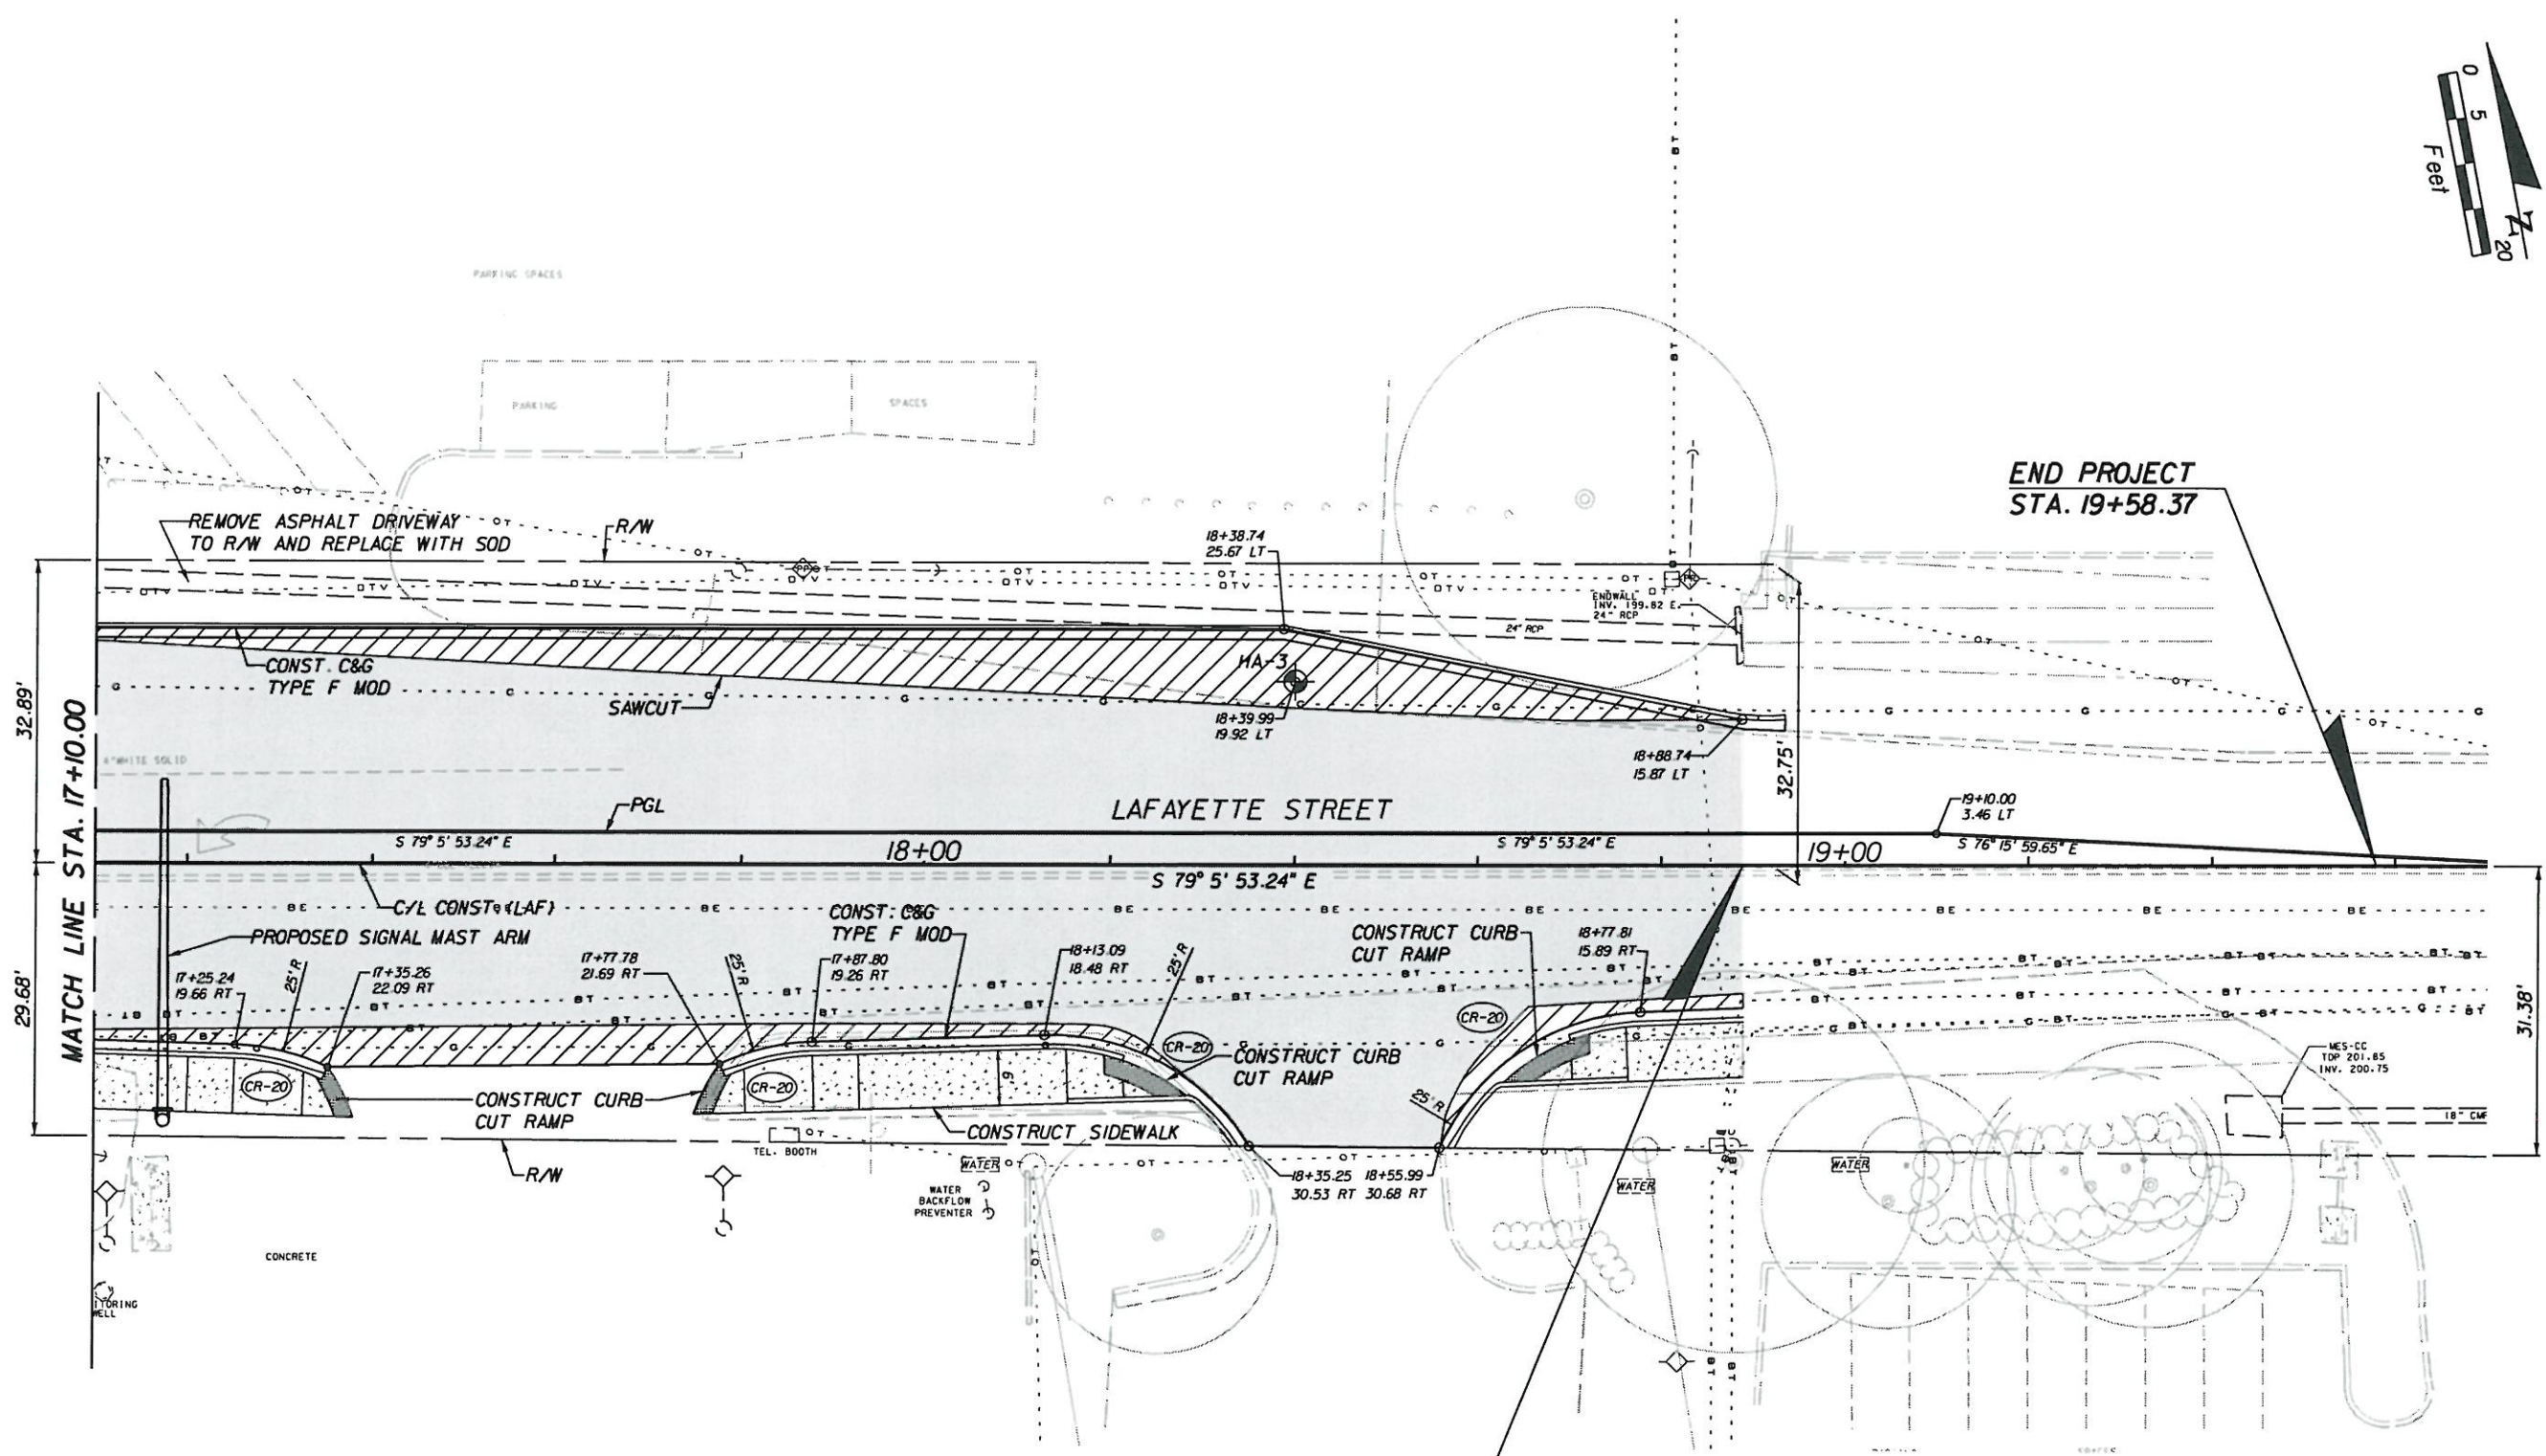 0 5 20
Feet
N
PARKING SPACES
PARKING
SPACES
END PROJECT
STA. 19+58.37
REMOVE ASPHALT DRIVEWAY
TO R/W AND REPLACE WITH SOD
R/W
18+38.74
25.67 LT
ENDWALL
INV. 199.82 E.
24" RCP
24" RCP
CONST. C&G
TYPE F MOD
SAWCUT
HA-3
18+39.99
19.92 LT
18+88.74
15.87 LT
32.89'
32.75'
4" WHITE SOLID
MATCH LINE STA. 17+10.00
PGL
LAFAYETTE STREET
19+10.00
3.46 LT
S 79° 5' 53.24" E
18+00
S 79° 5' 53.24" E
19+00
S 76° 15' 59.65" E
S 79° 5' 53.24" E
C/L CONST. (LAF)
PROPOSED SIGNAL MAST ARM
CONST. C&G
TYPE F MOD
CONSTRUCT CURB
CUT RAMP
17+25.24
19.66 RT
25'R
17+35.26
22.09 RT
17+77.78
21.69 RT
25'R
17+87.80
19.26 RT
18+13.09
18.48 RT
25'R
18+77.81
15.89 RT
29.68'
31.38'
CR-20
CR-20
CR-20
CR-20
CONSTRUCT CURB
CUT RAMP
CONSTRUCT CURB
CUT RAMP
6
25'R
MES-CC
TOP 201.85
INV. 200.75
18" CMP
CONSTRUCT SIDEWALK
TEL. BOOTH
R/W
WATER
WATER
BACKFLOW
PREVENTER
18+35.25
30.53 RT
18+55.99
30.68 RT
WATER
WATER
CONCRETE
ITORING
WELL